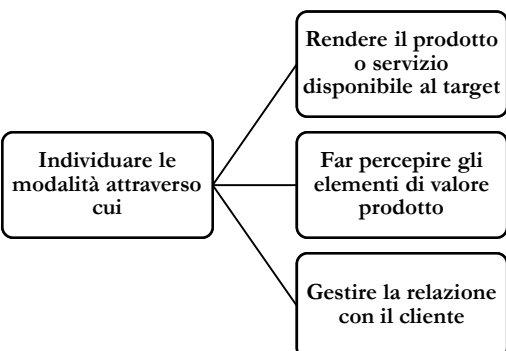 Rendere il prodotto
o servizio
disponibile al target
Individuare le
modalità attraverso
cui
Far percepire gli
elementi di valore
prodotto
Gestire la relazione
con il cliente